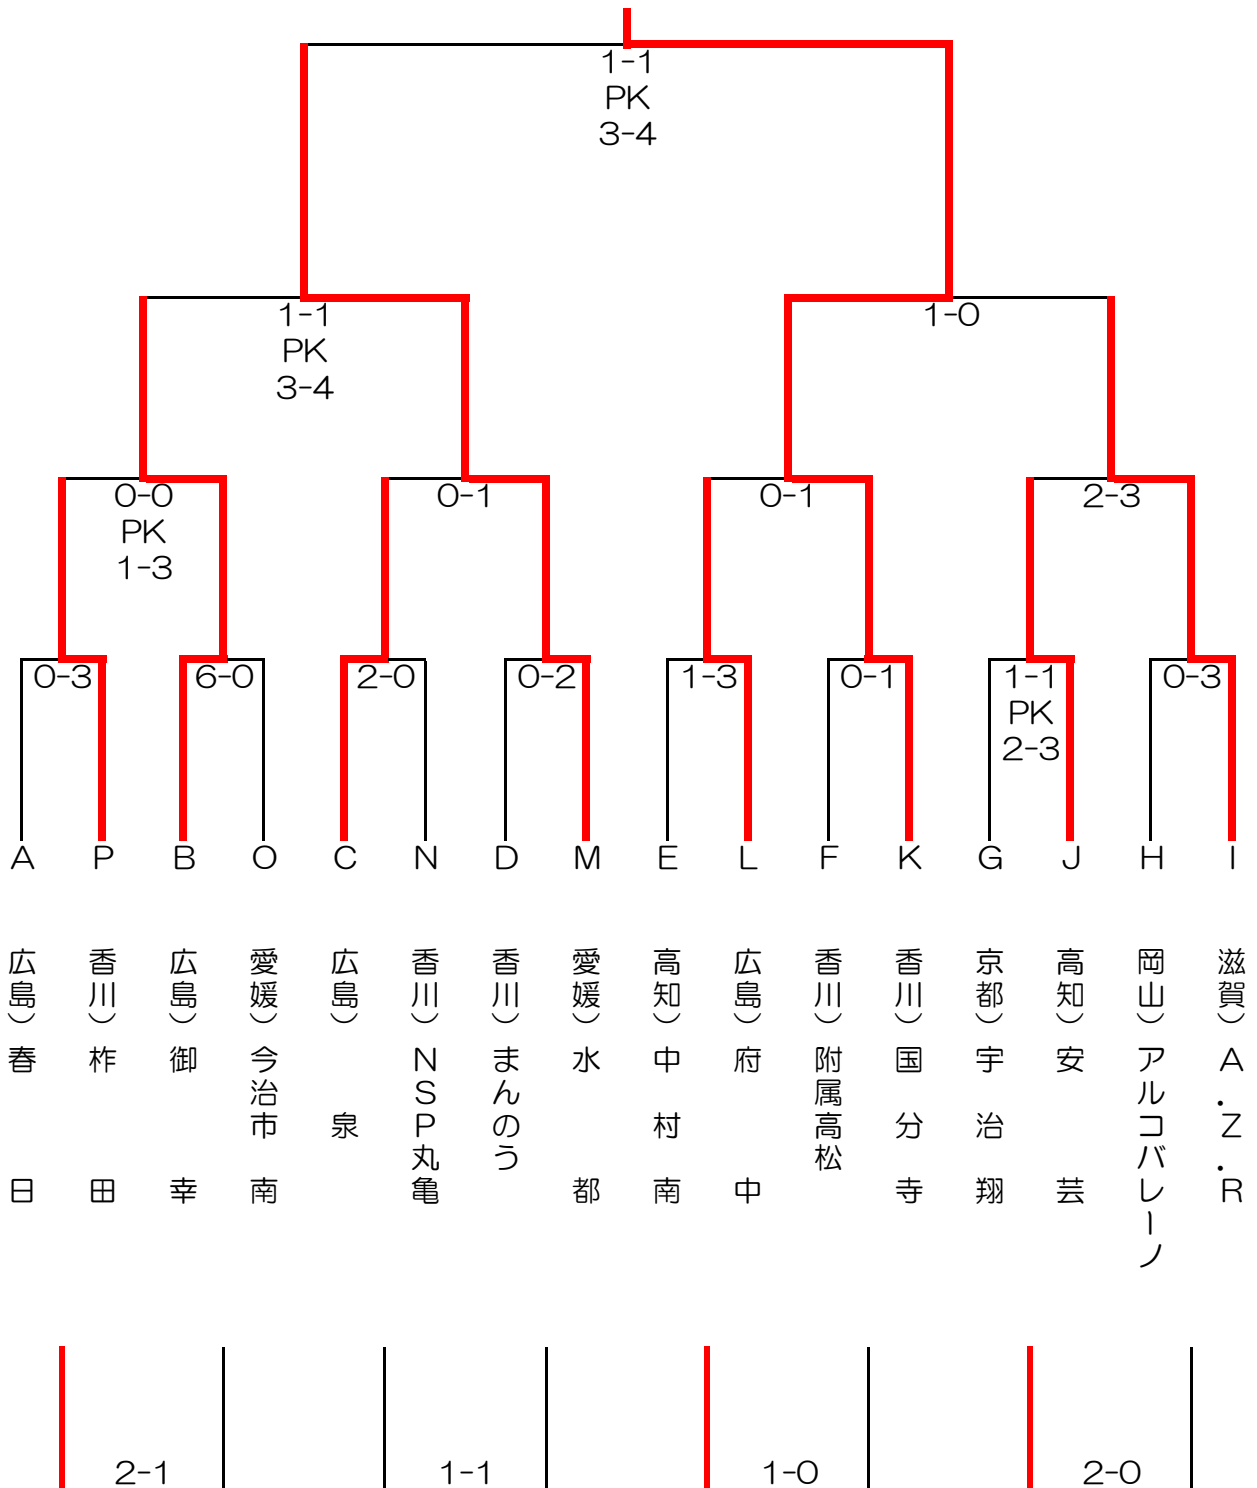 1-1
PK
3-4
1-1
PK
3-4
1-0
0-0
PK
1-3
0-1
0-1
2-3
0-3
6-0
2-0
0-2
1-3
0-1
1-1
PK
2-3
0-3
A P B O C N D M E L F K G J H I
広島）春日
香川）柞田
広島）御幸
愛媛）今治市南
広島）泉
香川）NSP丸亀
香川）まんのう
愛媛）水都
高知）中村南
広島）府中
香川）附属高松
香川）国分寺
京都）宇治翔
高知）安芸
岡山）アルコバレーノ
滋賀）A.Z.R
2-1
1-1
1-0
2-0